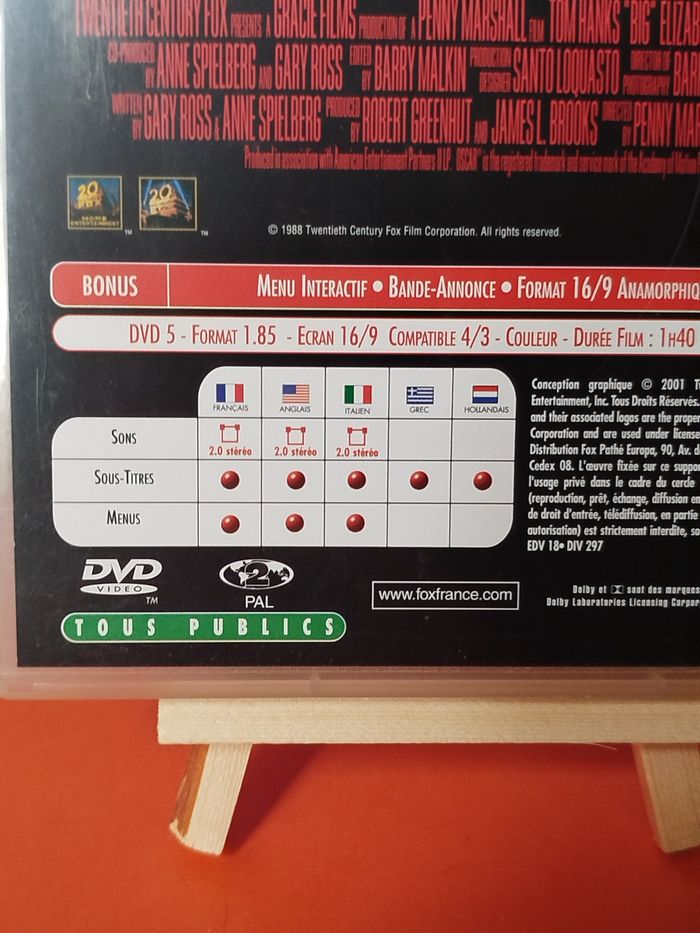 TWENTIETH CENTURY FOX PRESENTS A GRACIE FILMS PRODUCTION OF A PENNY MARSHALL FILM TOM HANKS "BIG"
CO-PRODUCED BY ANNE SPIELBERG AND GARY ROSS EDITED BY BARRY MALKIN PRODUCTION DESIGNER SANTO LOQUASTO DIRECTOR OF PHOTOGRAPHY
WRITTEN BY GARY ROSS & ANNE SPIELBERG PRODUCED BY ROBERT GREENHUT AND JAMES L. BROOKS DIRECTED BY PENNY
Produced in association with American Entertainment Partners II L.P. OSCAR® is the registered trademark and service mark of the Academy of
20
HOME
ENTERTAINMENT
TM
20
TM
© 1988 Twentieth Century Fox Film Corporation. All rights reserved.
BONUS
MENU INTERACTIF • BANDE-ANNONCE • FORMAT 16/9 ANAMORPHIQ
DVD 5 - FORMAT 1.85 - ECRAN 16/9 COMPATIBLE 4/3 - COULEUR - DURÉE FILM : 1H40
FRANÇAIS ANGLAIS ITALIEN GREC HOLLANDAIS
SONS
2.0 stéréo 2.0 stéréo 2.0 stéréo
SOUS-TITRES
MENUS
Conception graphique © 2001 T
Entertainment, Inc. Tous Droits Réservés.
and their associated logos are the proper
Corporation and are used under license
Distribution Fox Pathé Europa, 90, Av. d
Cedex 08. L'œuvre fixée sur ce suppo
l'usage privé dans le cadre du cercle
(reproduction, prêt, échange, diffusion en
de droit d'entrée, télédiffusion, en partie
autorisation) est strictement interdite, so
EDV 18• DIV 297
DVD
VIDEO
TM
2
PAL
www.foxfrance.com
Dolby et sont des marques
Dolby Laboratories Licensing Corpor
TOUS PUBLICS